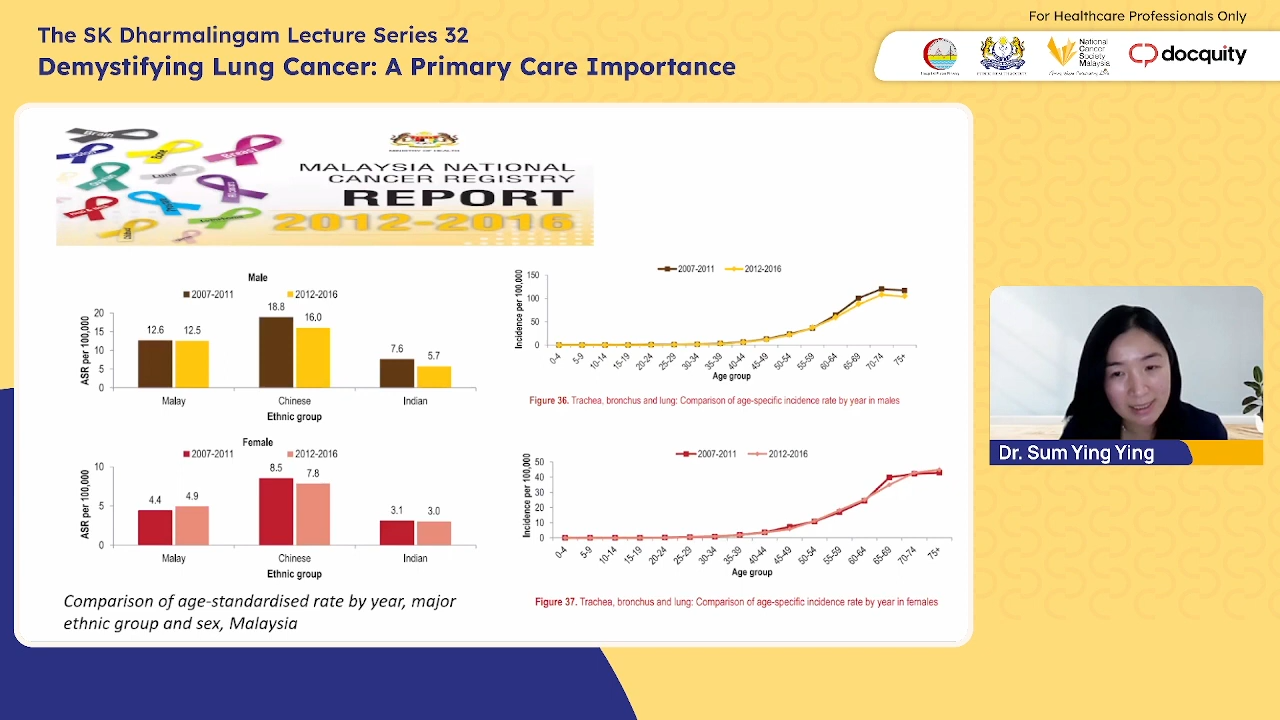 For Healthcare Professionals Only
The SK Dharmalingam Lecture Series 32
Demystifying Lung Cancer: A Primary Care Importance
National
Cancer
Society
Malaysia
docquity
Brain
Breast
Lung
MINISTRY OF HEALTH
MALAYSIA NATIONAL
CANCER REGISTRY
REPORT
2012-2016
Male
2007-2011 2012-2016
ASR per 100,000
20
15
10
5
0
12.6 12.5 18.8 16.0 7.6 5.7
Malay Chinese Indian
Ethnic group
2007-2011 2012-2016
Incidence per 100,000
150
100
50
0
0-4 5-9 10-14 15-19 20-24 25-29 30-34 35-39 40-44 45-49 50-54 55-59 60-64 65-69 70-74 75+
Age group
Figure 36. Trachea, bronchus and lung: Comparison of age-specific incidence rate by year in males
Female
2007-2011 2012-2016
ASR per 100,000
10
5
0
4.4 4.9 8.5 7.8 3.1 3.0
Malay Chinese Indian
Ethnic group
2007-2011 2012-2016
Incidence per 100,000
50
40
30
20
10
0
0-4 5-9 10-14 15-19 20-24 25-29 30-34 35-39 40-44 45-49 50-54 55-59 60-64 65-69 70-74 75+
Age group
Figure 37. Trachea, bronchus and lung: Comparison of age-specific incidence rate by year in females
Comparison of age-standardised rate by year, major
ethnic group and sex, Malaysia
Dr. Sum Ying Ying